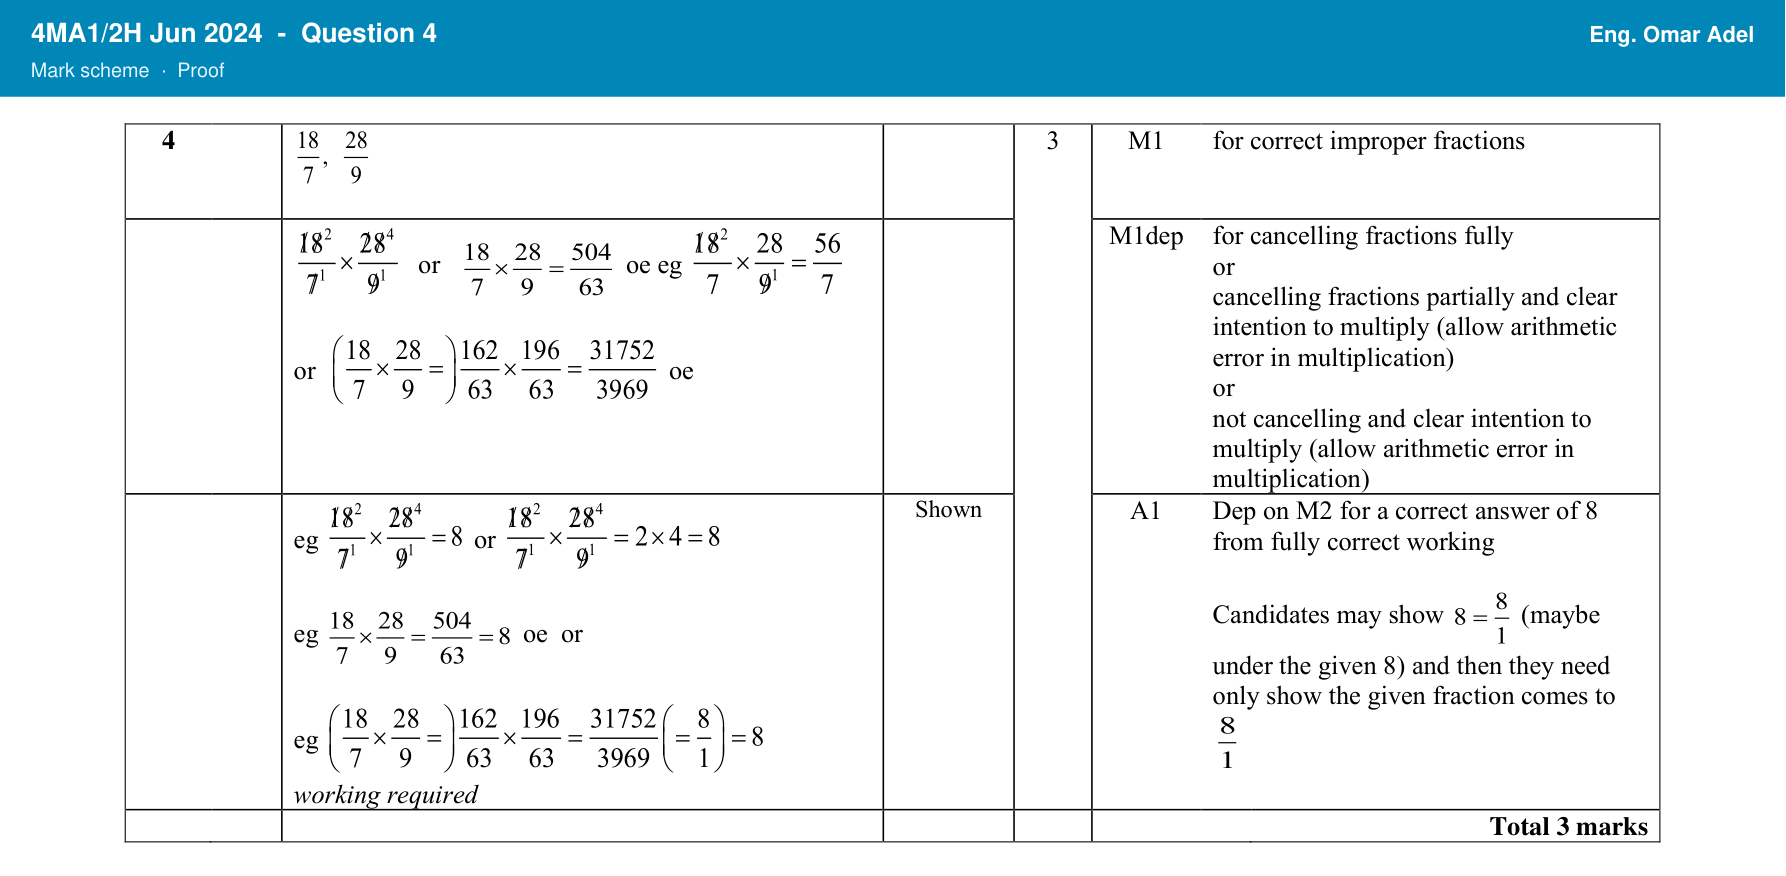 4MA1/2H Jun 2024 - Question 4
Eng. Omar Adel
Mark scheme · Proof
4
18/7, 28/9
3
M1
for correct improper fractions
18²/7¹ × 28⁴/9¹ or 18/7 × 28/9 = 504/63 oe eg 18²/7 × 28/9¹ = 56/7
or (18/7 × 28/9 =) 162/63 × 196/63 = 31752/3969 oe
M1dep
for cancelling fractions fully
or
cancelling fractions partially and clear
intention to multiply (allow arithmetic
error in multiplication)
or
not cancelling and clear intention to
multiply (allow arithmetic error in
multiplication)
eg 18²/7¹ × 28⁴/9¹ = 8 or 18²/7¹ × 28⁴/9¹ = 2 × 4 = 8
eg 18/7 × 28/9 = 504/63 = 8 oe or
eg (18/7 × 28/9 =) 162/63 × 196/63 = 31752/3969 (= 8/1) = 8
working required
Shown
A1
Dep on M2 for a correct answer of 8
from fully correct working
Candidates may show 8 = 8/1 (maybe
under the given 8) and then they need
only show the given fraction comes to
8/1
Total 3 marks